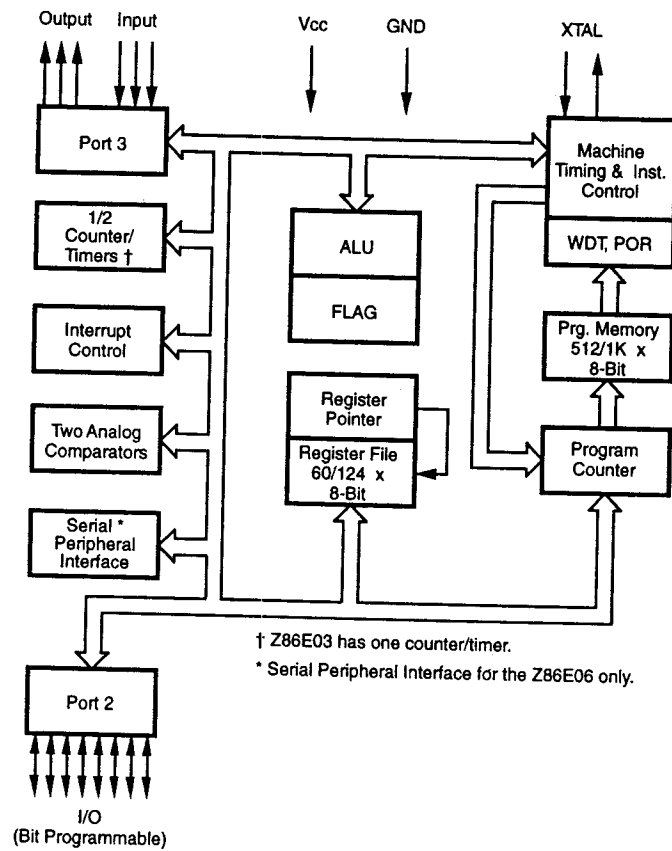 Output
Input
Vcc
GND
XTAL
Port 3
Machine
Timing & Inst.
Control
WDT, POR
1/2
Counter/
Timers †
ALU
FLAG
Interrupt
Control
Prg. Memory
512/1K x
8-Bit
Register
Pointer
Register File
60/124 x
8-Bit
Two Analog
Comparators
Program
Counter
Serial *
Peripheral
Interface
† Z86E03 has one counter/timer.
* Serial Peripheral Interface for the Z86E06 only.
Port 2
I/O
(Bit Programmable)